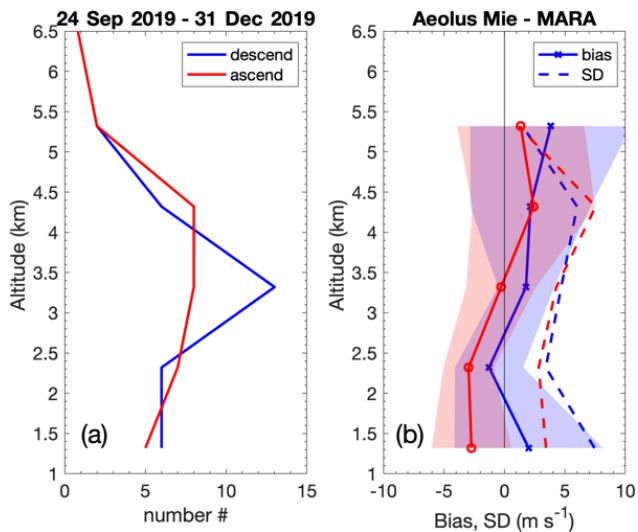 24 Sep 2019 - 31 Dec 2019
6.5
6
5.5
5
4.5
4
3.5
3
2.5
2
1.5
1
Altitude (km)
descend
ascend
(a)
0 5 10 15
number #
Aeolus Mie - MARA
6.5
6
5.5
5
4.5
4
3.5
3
2.5
2
1.5
1
Altitude (km)
bias
SD
(b)
-10 -5 0 5 10
Bias, SD (m s⁻¹)